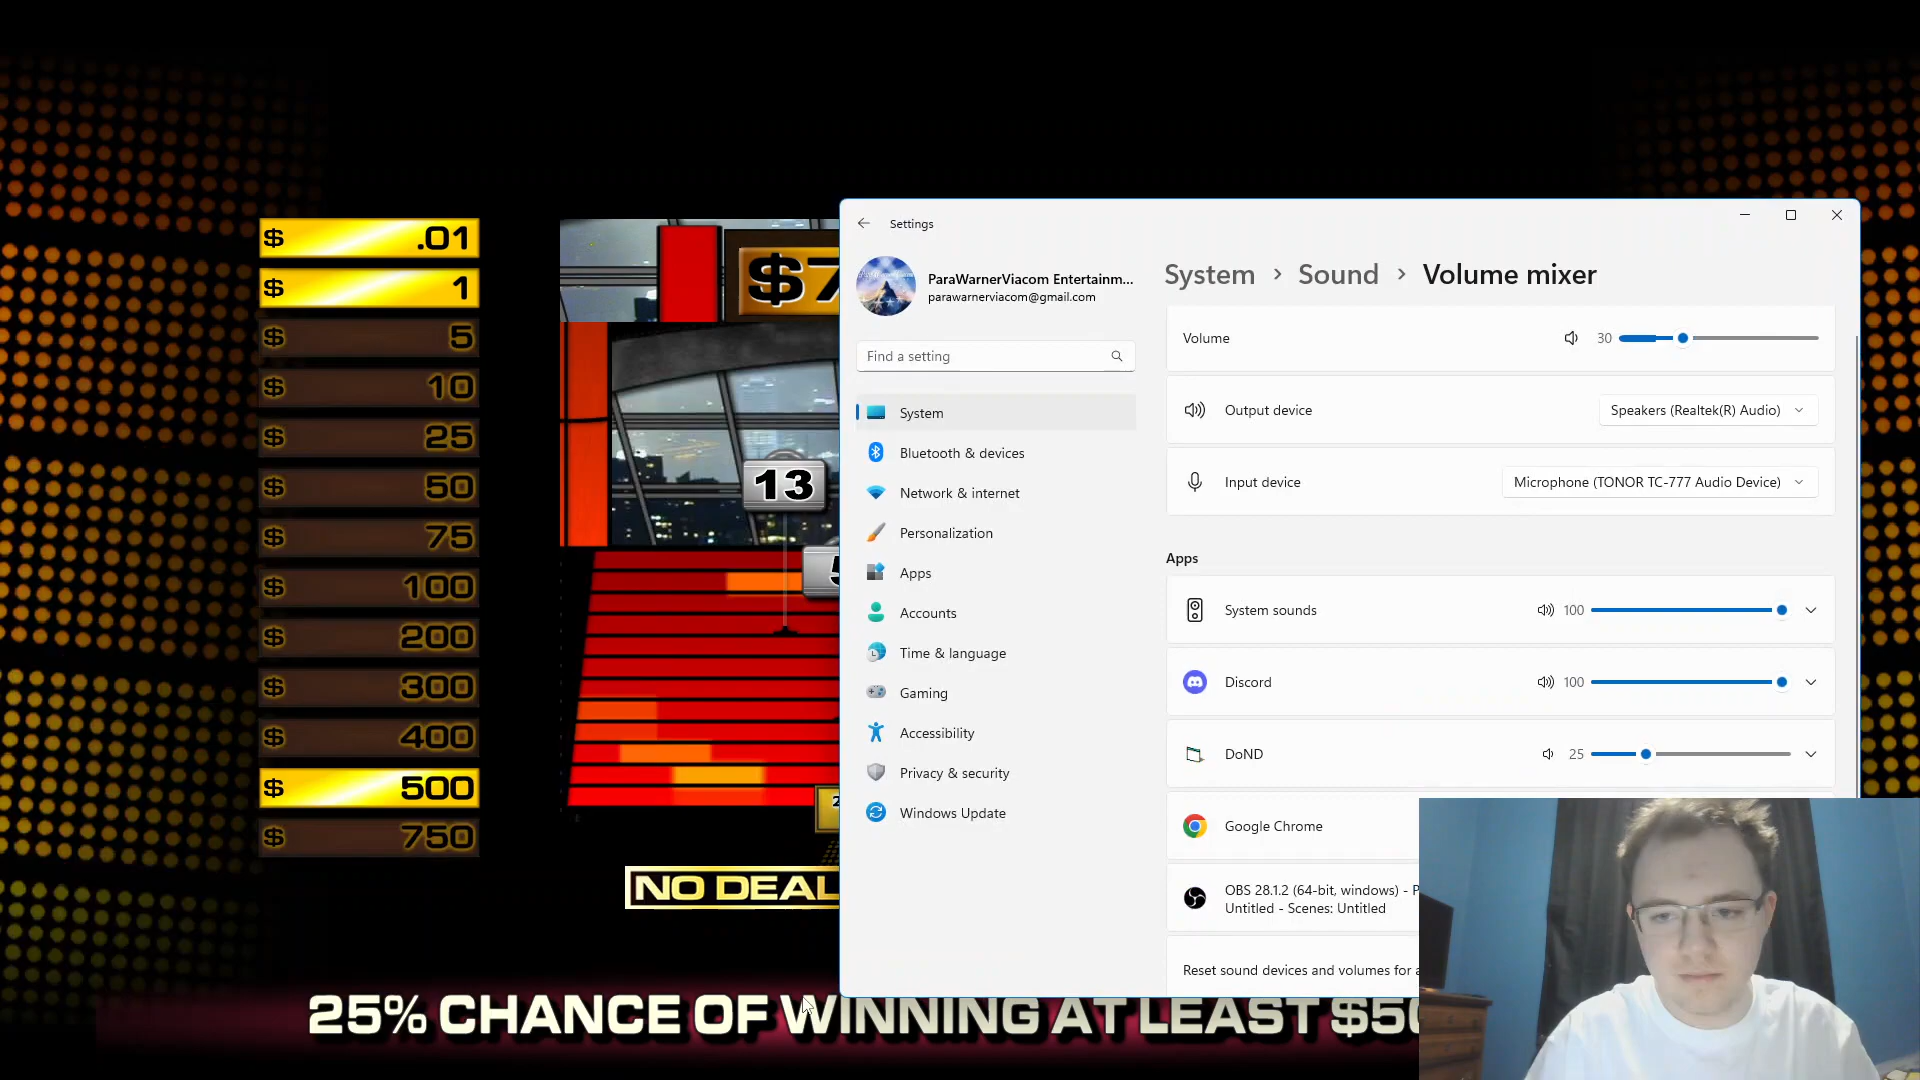 $ .01
$ 1
$ 5
$ 10
$ 25
$ 50
$ 75
$ 100
$ 200
$ 300
$ 400
$ 500
$ 750
$7
13
5
2
NO DEAL
25% CHANCE OF WINNING AT LEAST $50
Settings
ParaWarnerViacom Entertainm...
parawarnerviacom@gmail.com
Find a setting
System
Bluetooth & devices
Network & internet
Personalization
Apps
Accounts
Time & language
Gaming
Accessibility
Privacy & security
Windows Update
System > Sound > Volume mixer
Volume 30
Output device Speakers (Realtek(R) Audio)
Input device Microphone (TONOR TC-777 Audio Device)
Apps
System sounds 100
Discord 100
DoND 25
Google Chrome
OBS 28.1.2 (64-bit, windows) - P
Untitled - Scenes: Untitled
Reset sound devices and volumes for a